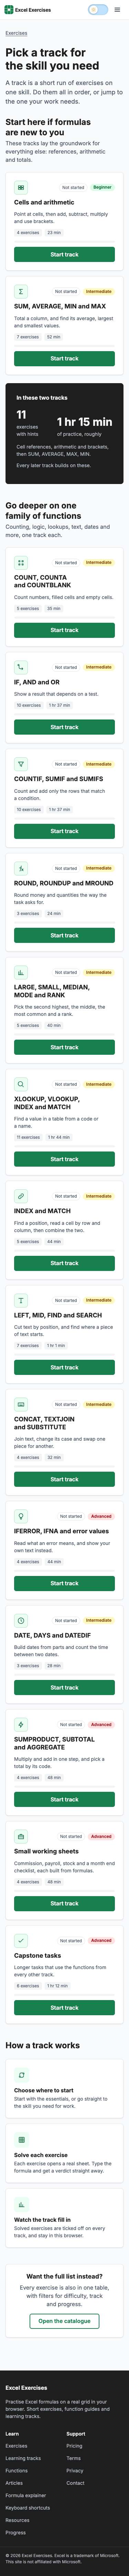 Excel Exercises
Exercises
Pick a track for
the skill you need
A track is a short run of exercises on
one skill. Do them all in order, or jump to
the one your work needs.
Start here if formulas
are new to you
These tracks lay the groundwork for
everything else: references, arithmetic
and totals.
Not started Beginner
Cells and arithmetic
Point at cells, then add, subtract, multiply
and use brackets.
4 exercises 23 min
Start track
Not started Intermediate
SUM, AVERAGE, MIN and MAX
Total a column, and find its average, largest
and smallest values.
7 exercises 52 min
Start track
In these two tracks
11
exercises
with hints
1 hr 15 min
of practice, roughly
Cell references, arithmetic and brackets,
then SUM, AVERAGE, MAX, MIN.
Every later track builds on these.
Go deeper on one
family of functions
Counting, logic, lookups, text, dates and
more, one track each.
Not started Intermediate
COUNT, COUNTA
and COUNTBLANK
Count numbers, filled cells and empty cells.
5 exercises 35 min
Start track
Not started Intermediate
IF, AND and OR
Show a result that depends on a test.
10 exercises 1 hr 37 min
Start track
Not started Intermediate
COUNTIF, SUMIF and SUMIFS
Count and add only the rows that match
a condition.
10 exercises 1 hr 37 min
Start track
Not started Intermediate
ROUND, ROUNDUP and MROUND
Round money and quantities the way the
task asks for.
3 exercises 24 min
Start track
Not started Intermediate
LARGE, SMALL, MEDIAN,
MODE and RANK
Pick the second highest, the middle, the
most common and a rank.
5 exercises 40 min
Start track
Not started Intermediate
XLOOKUP, VLOOKUP,
INDEX and MATCH
Find a value in a table from a code or
a name.
11 exercises 1 hr 44 min
Start track
Not started Intermediate
INDEX and MATCH
Find a position, read a cell by row and
column, then combine the two.
5 exercises 44 min
Start track
Not started Intermediate
LEFT, MID, FIND and SEARCH
Cut text by position, and find where a piece
of text starts.
7 exercises 1 hr 1 min
Start track
Not started Intermediate
CONCAT, TEXTJOIN
and SUBSTITUTE
Join text, change its case and swap one
piece for another.
4 exercises 32 min
Start track
Not started Advanced
IFERROR, IFNA and error values
Read what an error means, and show your
own text instead.
4 exercises 44 min
Start track
Not started Intermediate
DATE, DAYS and DATEDIF
Build dates from parts and count the time
between two dates.
3 exercises 28 min
Start track
Not started Advanced
SUMPRODUCT, SUBTOTAL
and AGGREGATE
Multiply and add in one step, and pick a
total by its code.
4 exercises 48 min
Start track
Not started Advanced
Small working sheets
Commission, payroll, stock and a month end
checklist, each built from formulas.
4 exercises 48 min
Start track
Not started Advanced
Capstone tasks
Longer tasks that use the functions from
every other track.
6 exercises 1 hr 12 min
Start track
How a track works
Choose where to start
Start with the essentials, or go straight to
the skill you need for work.
Solve each exercise
Each exercise opens a real sheet. Type the
formula and get a verdict straight away.
Watch the track fill in
Solved exercises are ticked off on every
track, and stay in this browser.
Want the full list instead?
Every exercise is also in one table,
with filters for difficulty, track
and progress.
Open the catalogue
Excel Exercises
Practise Excel formulas on a real grid in your
browser. Short exercises, function guides and
learning tracks.
Learn
Exercises
Learning tracks
Functions
Articles
Formula explainer
Keyboard shortcuts
Resources
Progress
Support
Pricing
Terms
Privacy
Contact
© 2026 Excel Exercises. Excel is a trademark of Microsoft.
This site is not affiliated with Microsoft.